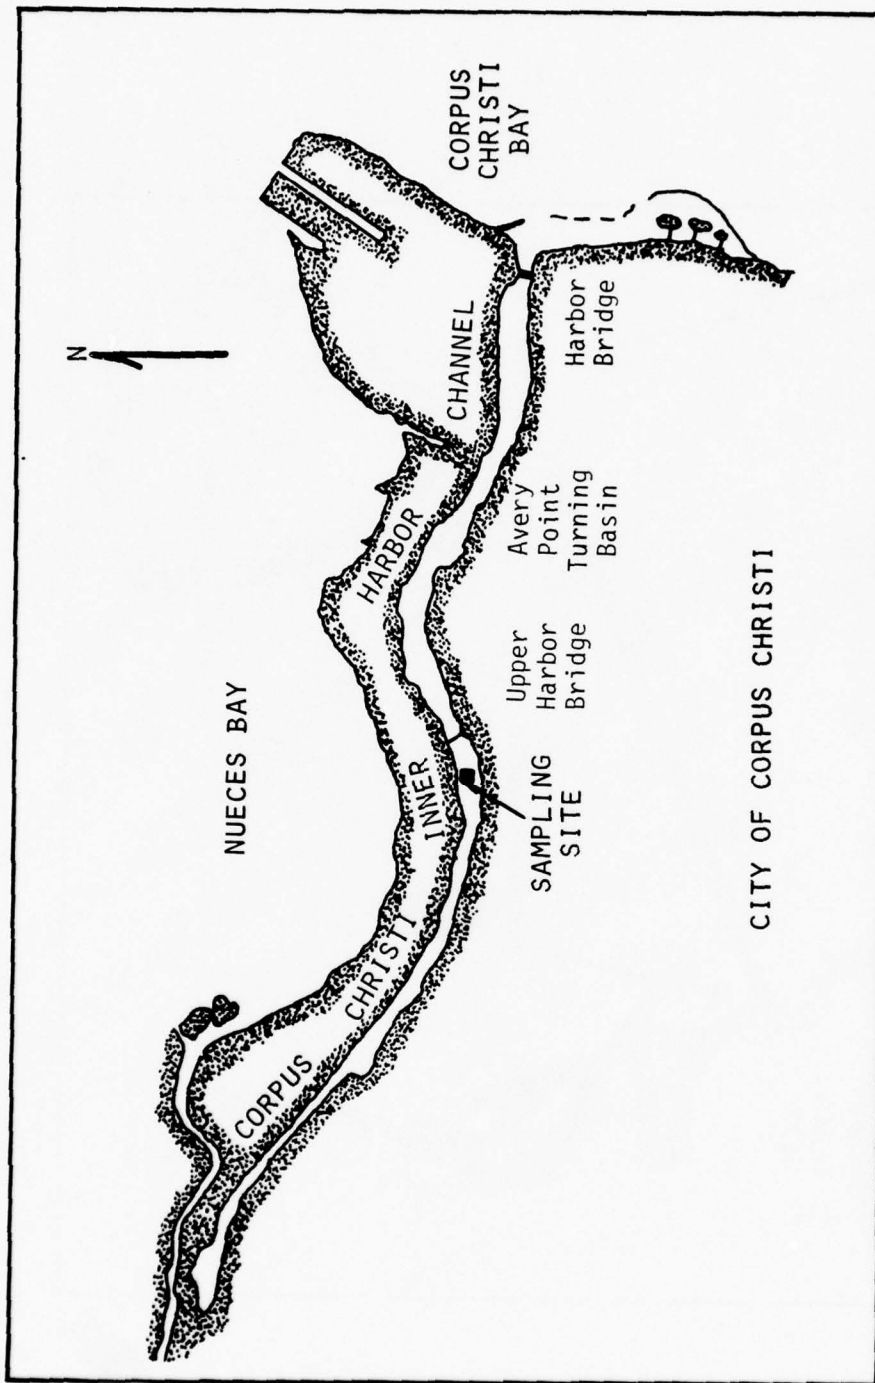 N
NUECES BAY
CORPUS
CHRISTI
BAY
CORPUS CHRISTI INNER HARBOR CHANNEL
SAMPLING
SITE
Upper
Harbor
Bridge
Avery
Point
Turning
Basin
Harbor
Bridge
CITY OF CORPUS CHRISTI